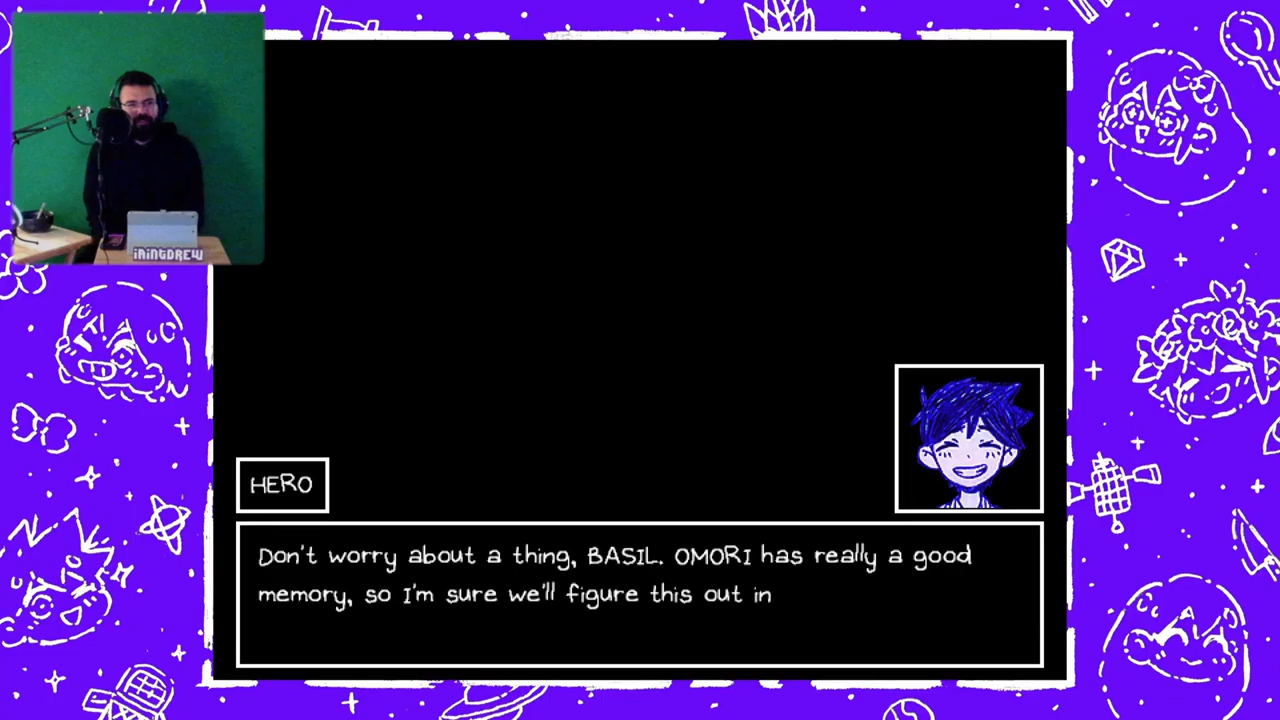 iAiNTDREW
HERO
Don't worry about a thing, BASIL. OMORI has really a good
memory, so I'm sure we'll figure this out in